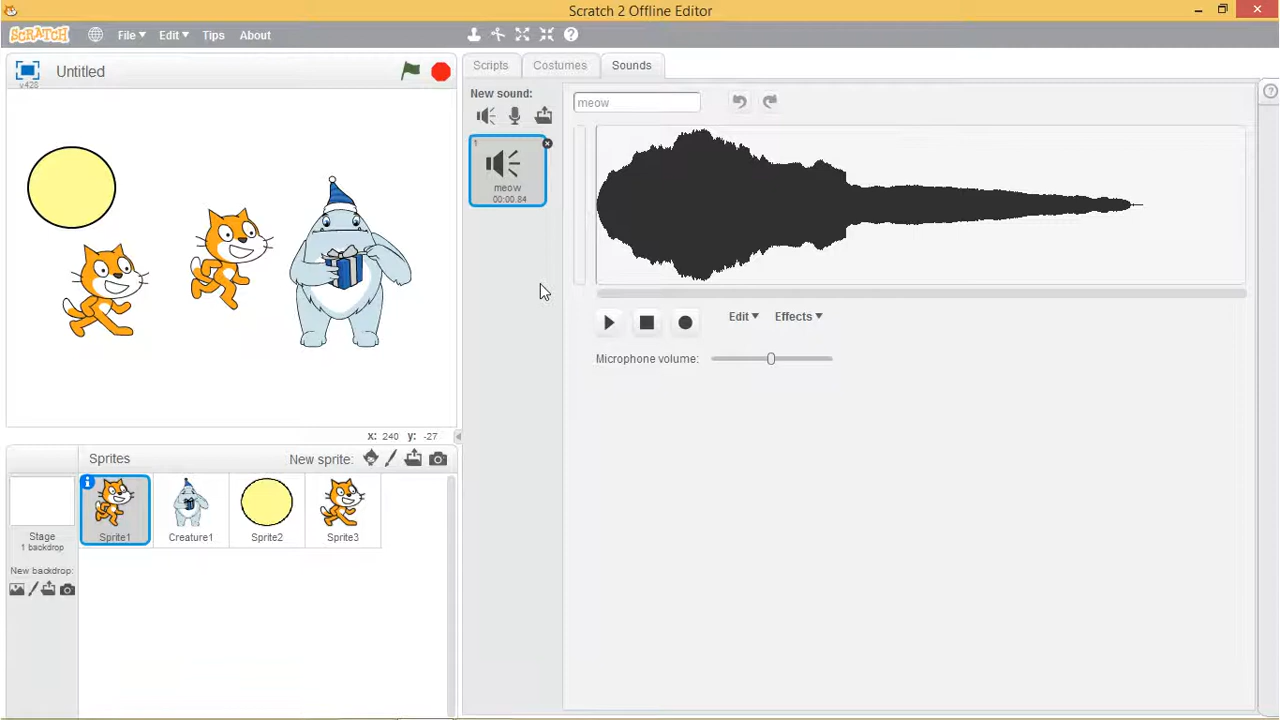 Scratch 2 Offline Editor
SCRATCH File Edit Tips About
v428 Untitled
Scripts Costumes Sounds
New sound:
meow
1
meow
00:00.84
Edit Effects
Microphone volume:
x: 240 y: -27
Sprites New sprite:
Stage
1 backdrop
New backdrop:
Sprite1 Creature1 Sprite2 Sprite3